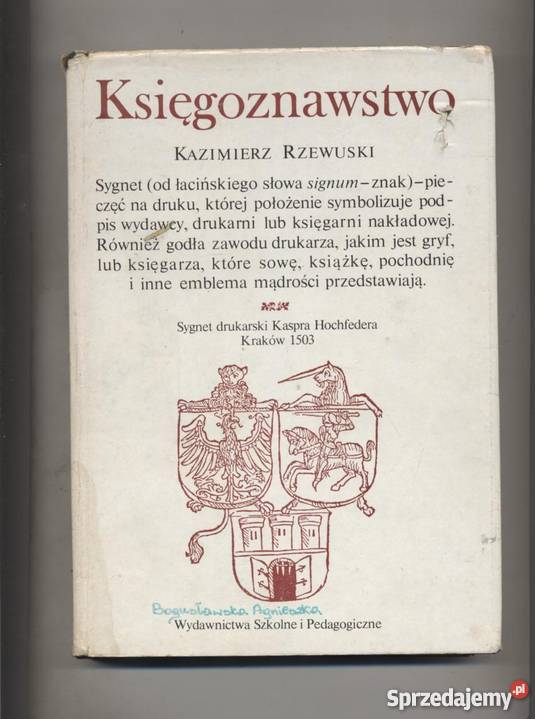 Księgoznawstwo
KAZIMIERZ RZEWUSKI
Sygnet (od łacińskiego słowa signum–znak)–pie-
częć na druku, której położenie symbolizuje pod-
pis wydawcy, drukarni lub księgarni nakładowej.
Również godła zawodu drukarza, jakim jest gryf,
lub księgarza, które sowę, książkę, pochodnię
i inne emblema mądrości przedstawiają.
Sygnet drukarski Kaspra Hochfedera
Kraków 1503
Bogusławska Agnieszka
Wydawnictwa Szkolne i Pedagogiczne
Sprzedajemy.pl